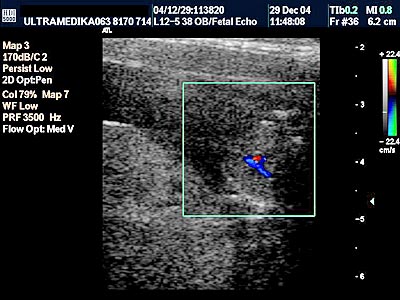 ULTRAMEDIKA063 8170 714
04/12/29:113820
29 Dec 04
TIb0.2 MI 0.8
L12-5 38 OB/Fetal Echo
11:48:08
Fr #36 6.2 cm
ATL
Map 3
170dB/C 2
Persist Low
2D OptPen
Col 79% Map 7
WF Low
PRF 3500 Hz
Flow Opt: Med V
2
3
4
5
6
+ 22.4
- 22.4
cm/s